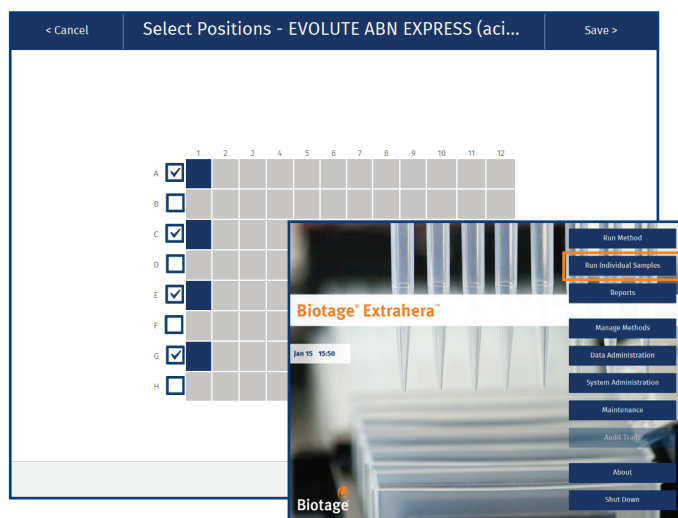 < Cancel
Select Positions - EVOLUTE ABN EXPRESS (aci...
Save >
1 2 3 4 5 6 7 8 9 10 11 12
A
B
C
D
E
F
G
H
Run Method
Run Individual Samples
Reports
Biotage® Extrahera™
Manage Methods
Jan 15 15:50
Data Administration
System Administration
Maintenance
Audit Trails
About
Shut Down
Biotage